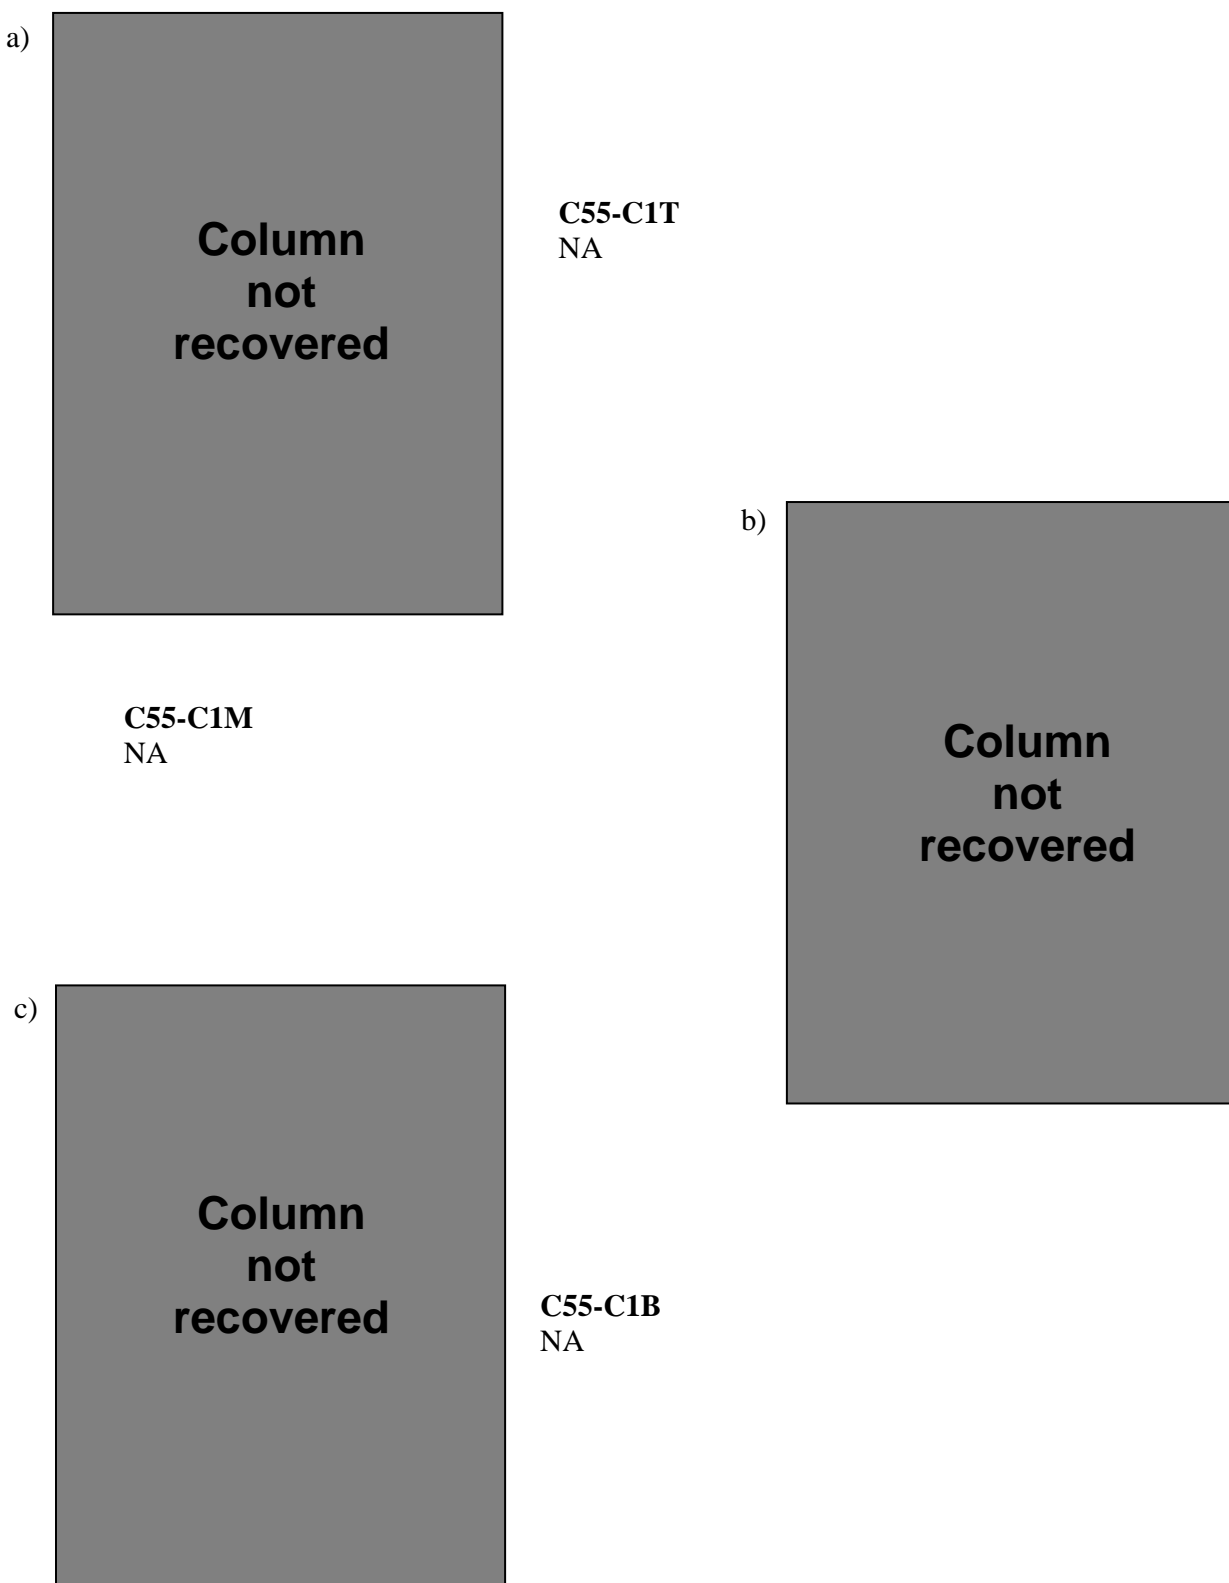 a)
Column
not
recovered
C55-C1T
NA
b)
Column
not
recovered
C55-C1M
NA
c)
Column
not
recovered
C55-C1B
NA